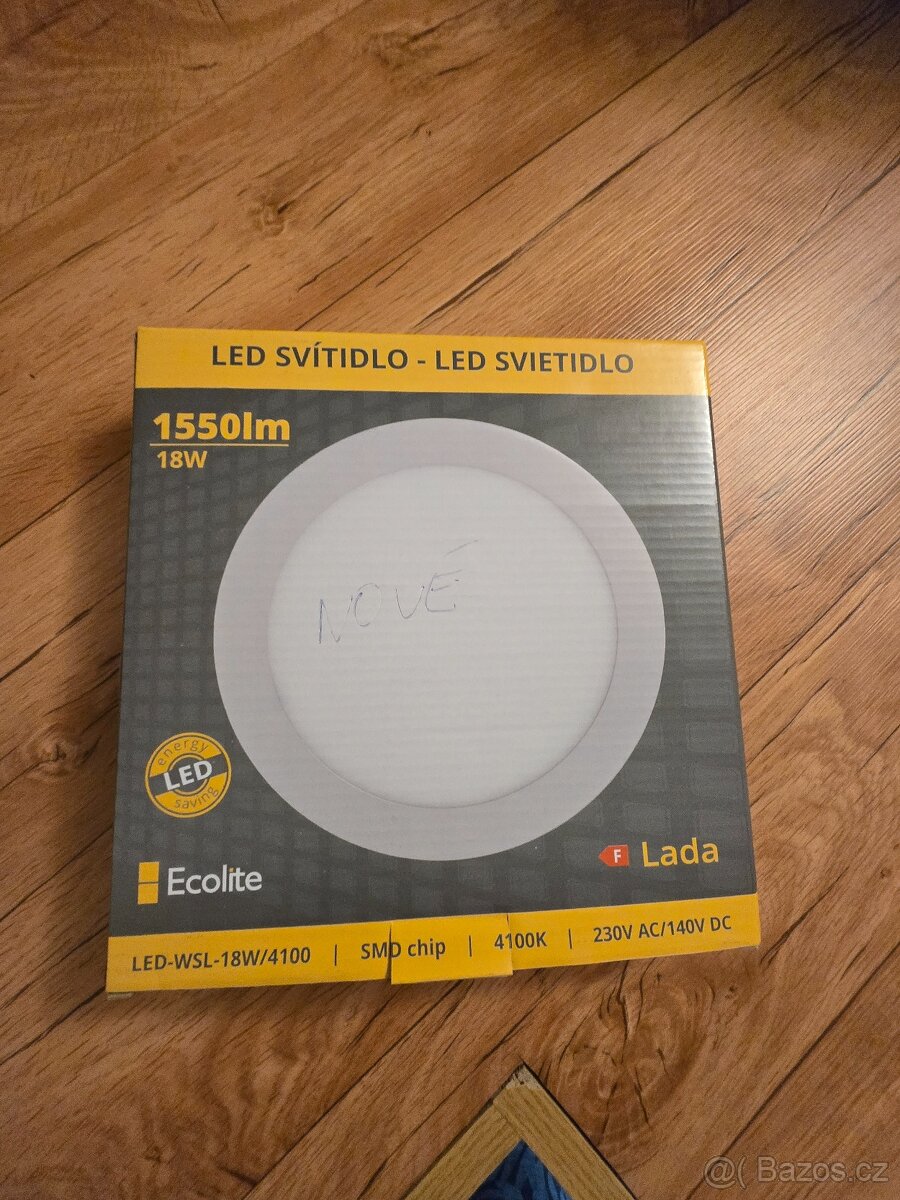 LED SVÍTIDLO - LED SVIETIDLO
1550lm
18W
NOVÉ
energy
LED
saving
Ecolite
F
Lada
LED-WSL-18W/4100 | SMD chip | 4100K | 230V AC/140V DC
@( Bazos.cz